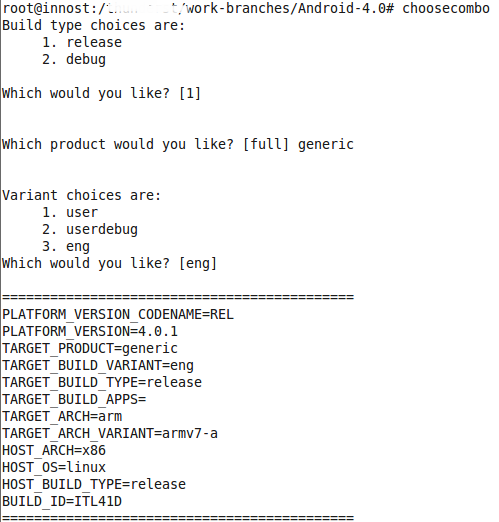 root@innost:/ /work-branches/Android-4.0# choosecombo
Build type choices are:
1. release
2. debug
Which would you like? [1]
Which product would you like? [full] generic
Variant choices are:
1. user
2. userdebug
3. eng
Which would you like? [eng]
============================================
PLATFORM_VERSION_CODENAME=REL
PLATFORM_VERSION=4.0.1
TARGET_PRODUCT=generic
TARGET_BUILD_VARIANT=eng
TARGET_BUILD_TYPE=release
TARGET_BUILD_APPS=
TARGET_ARCH=arm
TARGET_ARCH_VARIANT=armv7-a
HOST_ARCH=x86
HOST_OS=linux
HOST_BUILD_TYPE=release
BUILD_ID=ITL41D
============================================